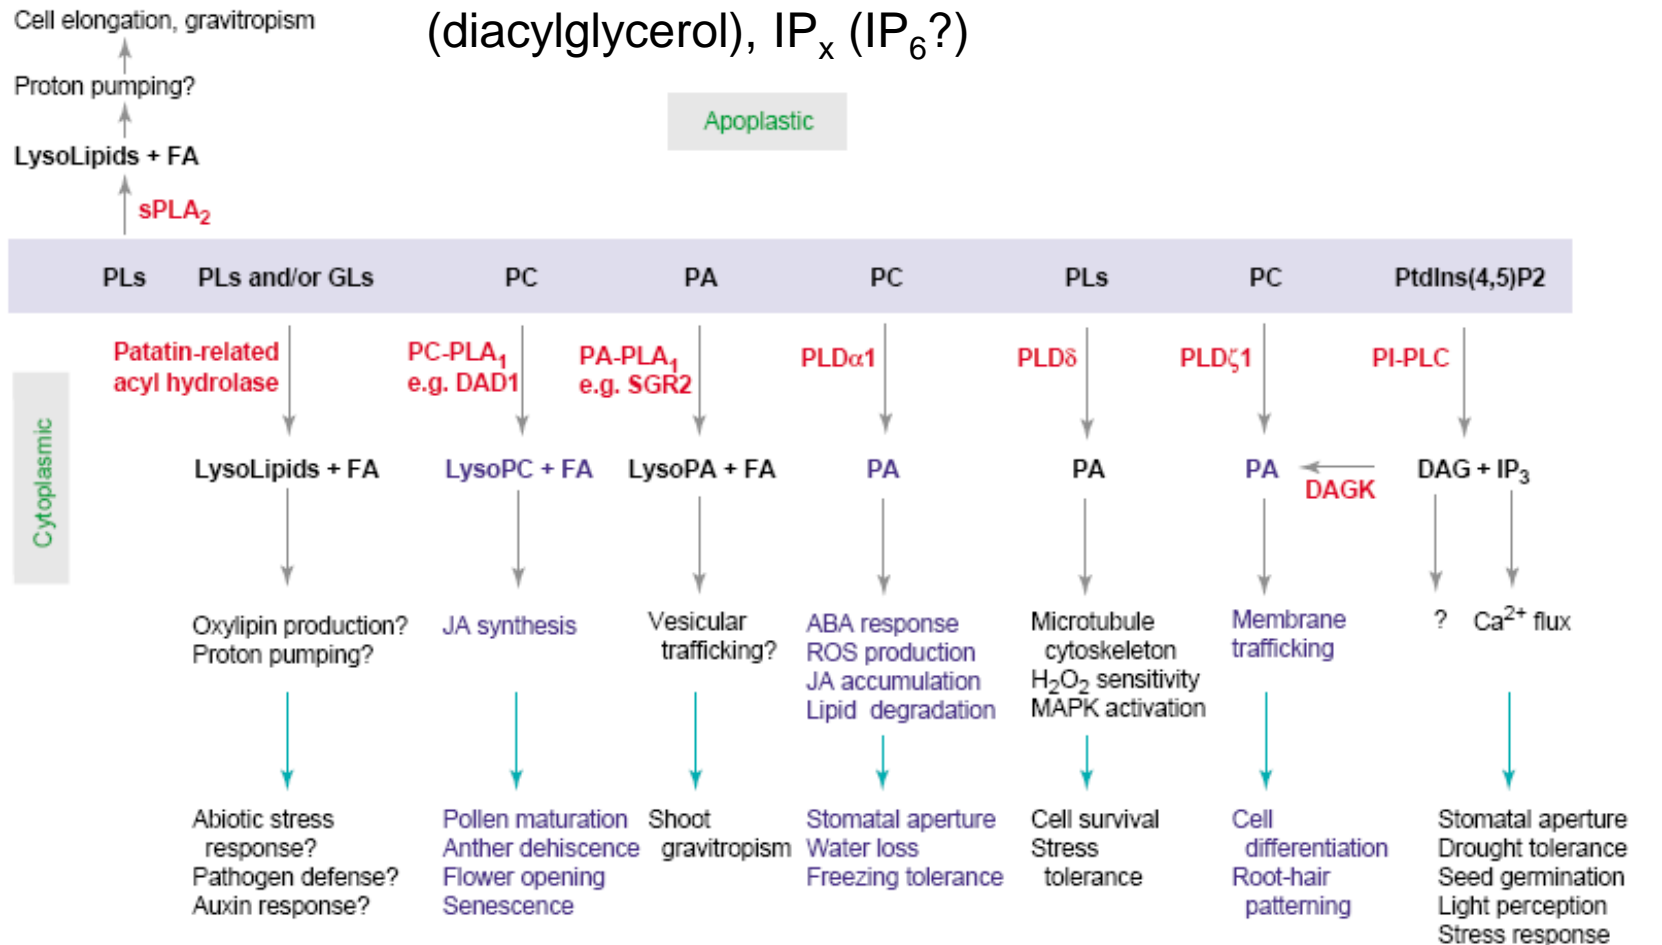 Cell elongation, gravitropism
(diacylglycerol), IPx (IP6?)
Proton pumping?
Apoplastic
LysoLipids + FA
sPLA2
PLs
PLs and/or GLs
PC
PA
PC
PLs
PC
PtdIns(4,5)P2
Patatin-related
acyl hydrolase
PC-PLA1
e.g. DAD1
PA-PLA1
e.g. SGR2
PLDα1
PLDδ
PLDζ1
PI-PLC
Cytoplasmic
LysoLipids + FA
LysoPC + FA
LysoPA + FA
PA
PA
PA
DAGK
DAG + IP3
Oxylipin production?
Proton pumping?
JA synthesis
Vesicular
trafficking?
ABA response
ROS production
JA accumulation
Lipid degradation
Microtubule
cytoskeleton
H2O2 sensitivity
MAPK activation
Membrane
trafficking
?
Ca2+ flux
Abiotic stress
response?
Pathogen defense?
Auxin response?
Pollen maturation
Anther dehiscence
Flower opening
Senescence
Shoot
gravitropism
Stomatal aperture
Water loss
Freezing tolerance
Cell survival
Stress
tolerance
Cell
differentiation
Root-hair
patterning
Stomatal aperture
Drought tolerance
Seed germination
Light perception
Stress response